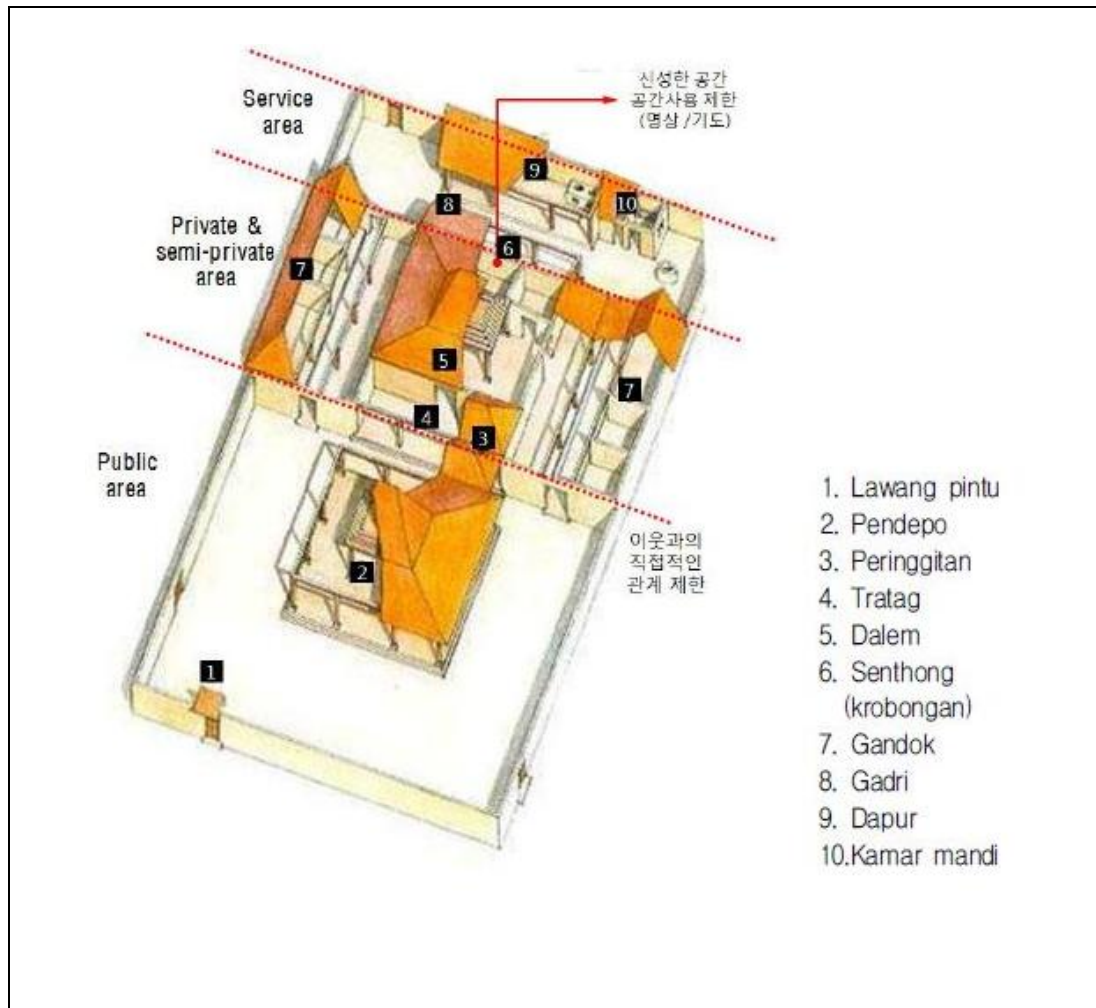 신성한 공간
공간사용 제한
(명상 /기도)
Service
area
9
10
8
6
Private &
semi-private
area
7
5
7
4
3
Public
area
이웃과의
직접적인
관계 제한
2
1
1. Lawang pintu
2. Pendepo
3. Peringgitan
4. Tratag
5. Dalem
6. Senthong
(krobongan)
7. Gandok
8. Gadri
9. Dapur
10.Kamar mandi